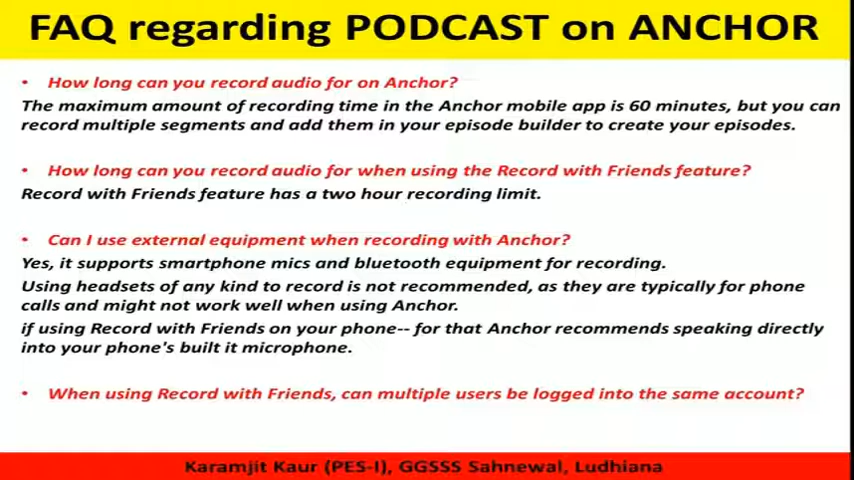 FAQ regarding PODCAST on ANCHOR
• How long can you record audio for on Anchor?
The maximum amount of recording time in the Anchor mobile app is 60 minutes, but you can
record multiple segments and add them in your episode builder to create your episodes.
• How long can you record audio for when using the Record with Friends feature?
Record with Friends feature has a two hour recording limit.
• Can I use external equipment when recording with Anchor?
Yes, it supports smartphone mics and bluetooth equipment for recording.
Using headsets of any kind to record is not recommended, as they are typically for phone
calls and might not work well when using Anchor.
if using Record with Friends on your phone-- for that Anchor recommends speaking directly
into your phone's built it microphone.
• When using Record with Friends, can multiple users be logged into the same account?
Karamjit Kaur (PES-I), GGSSS Sahnewal, Ludhiana